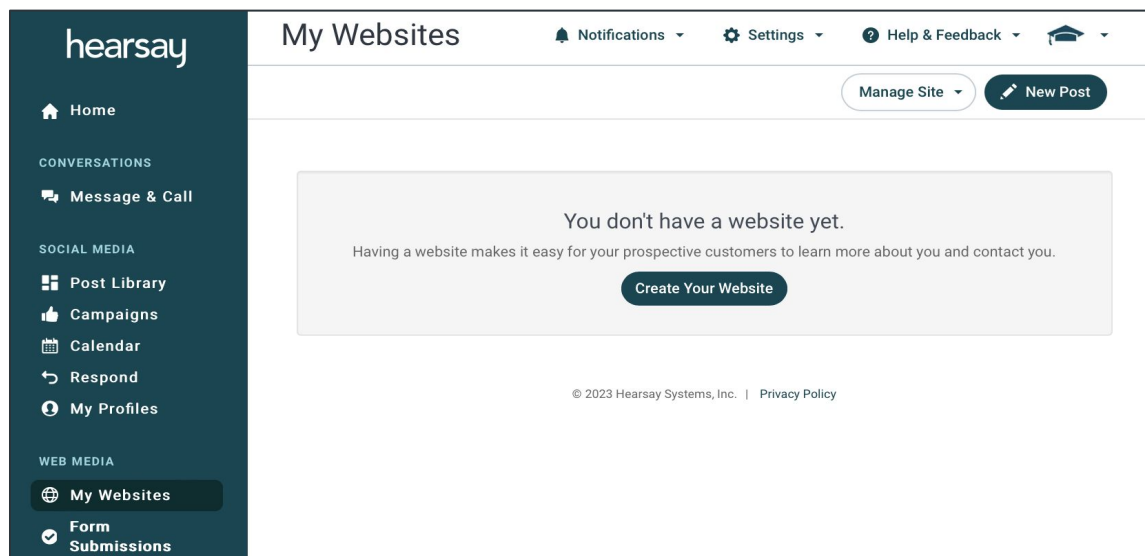 hearsay
My Websites
Notifications
Settings
Help & Feedback
Manage Site
New Post
Home
CONVERSATIONS
Message & Call
SOCIAL MEDIA
Post Library
Campaigns
Calendar
Respond
My Profiles
WEB MEDIA
My Websites
Form
Submissions
You don't have a website yet.
Having a website makes it easy for your prospective customers to learn more about you and contact you.
Create Your Website
© 2023 Hearsay Systems, Inc. | Privacy Policy